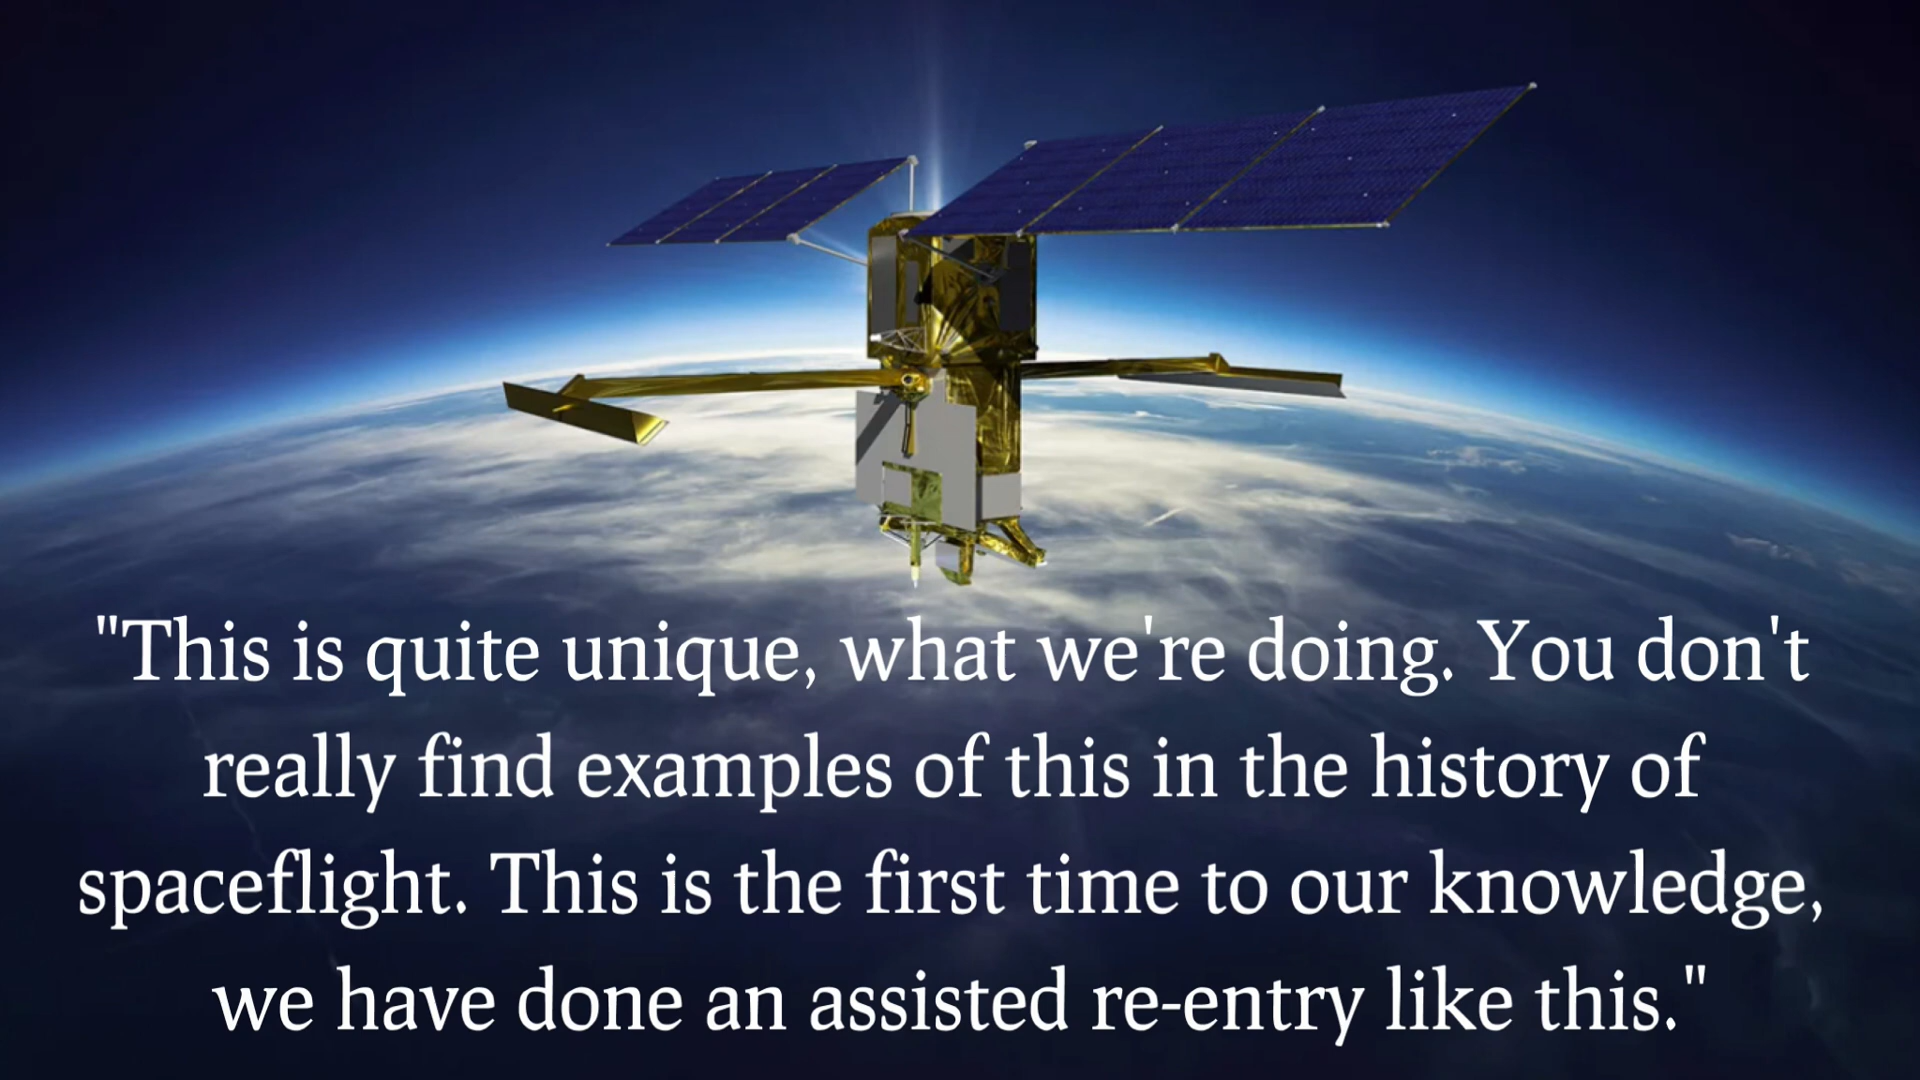 "This is quite unique, what we're doing. You don't
really find examples of this in the history of
spaceflight. This is the first time to our knowledge,
we have done an assisted re-entry like this."